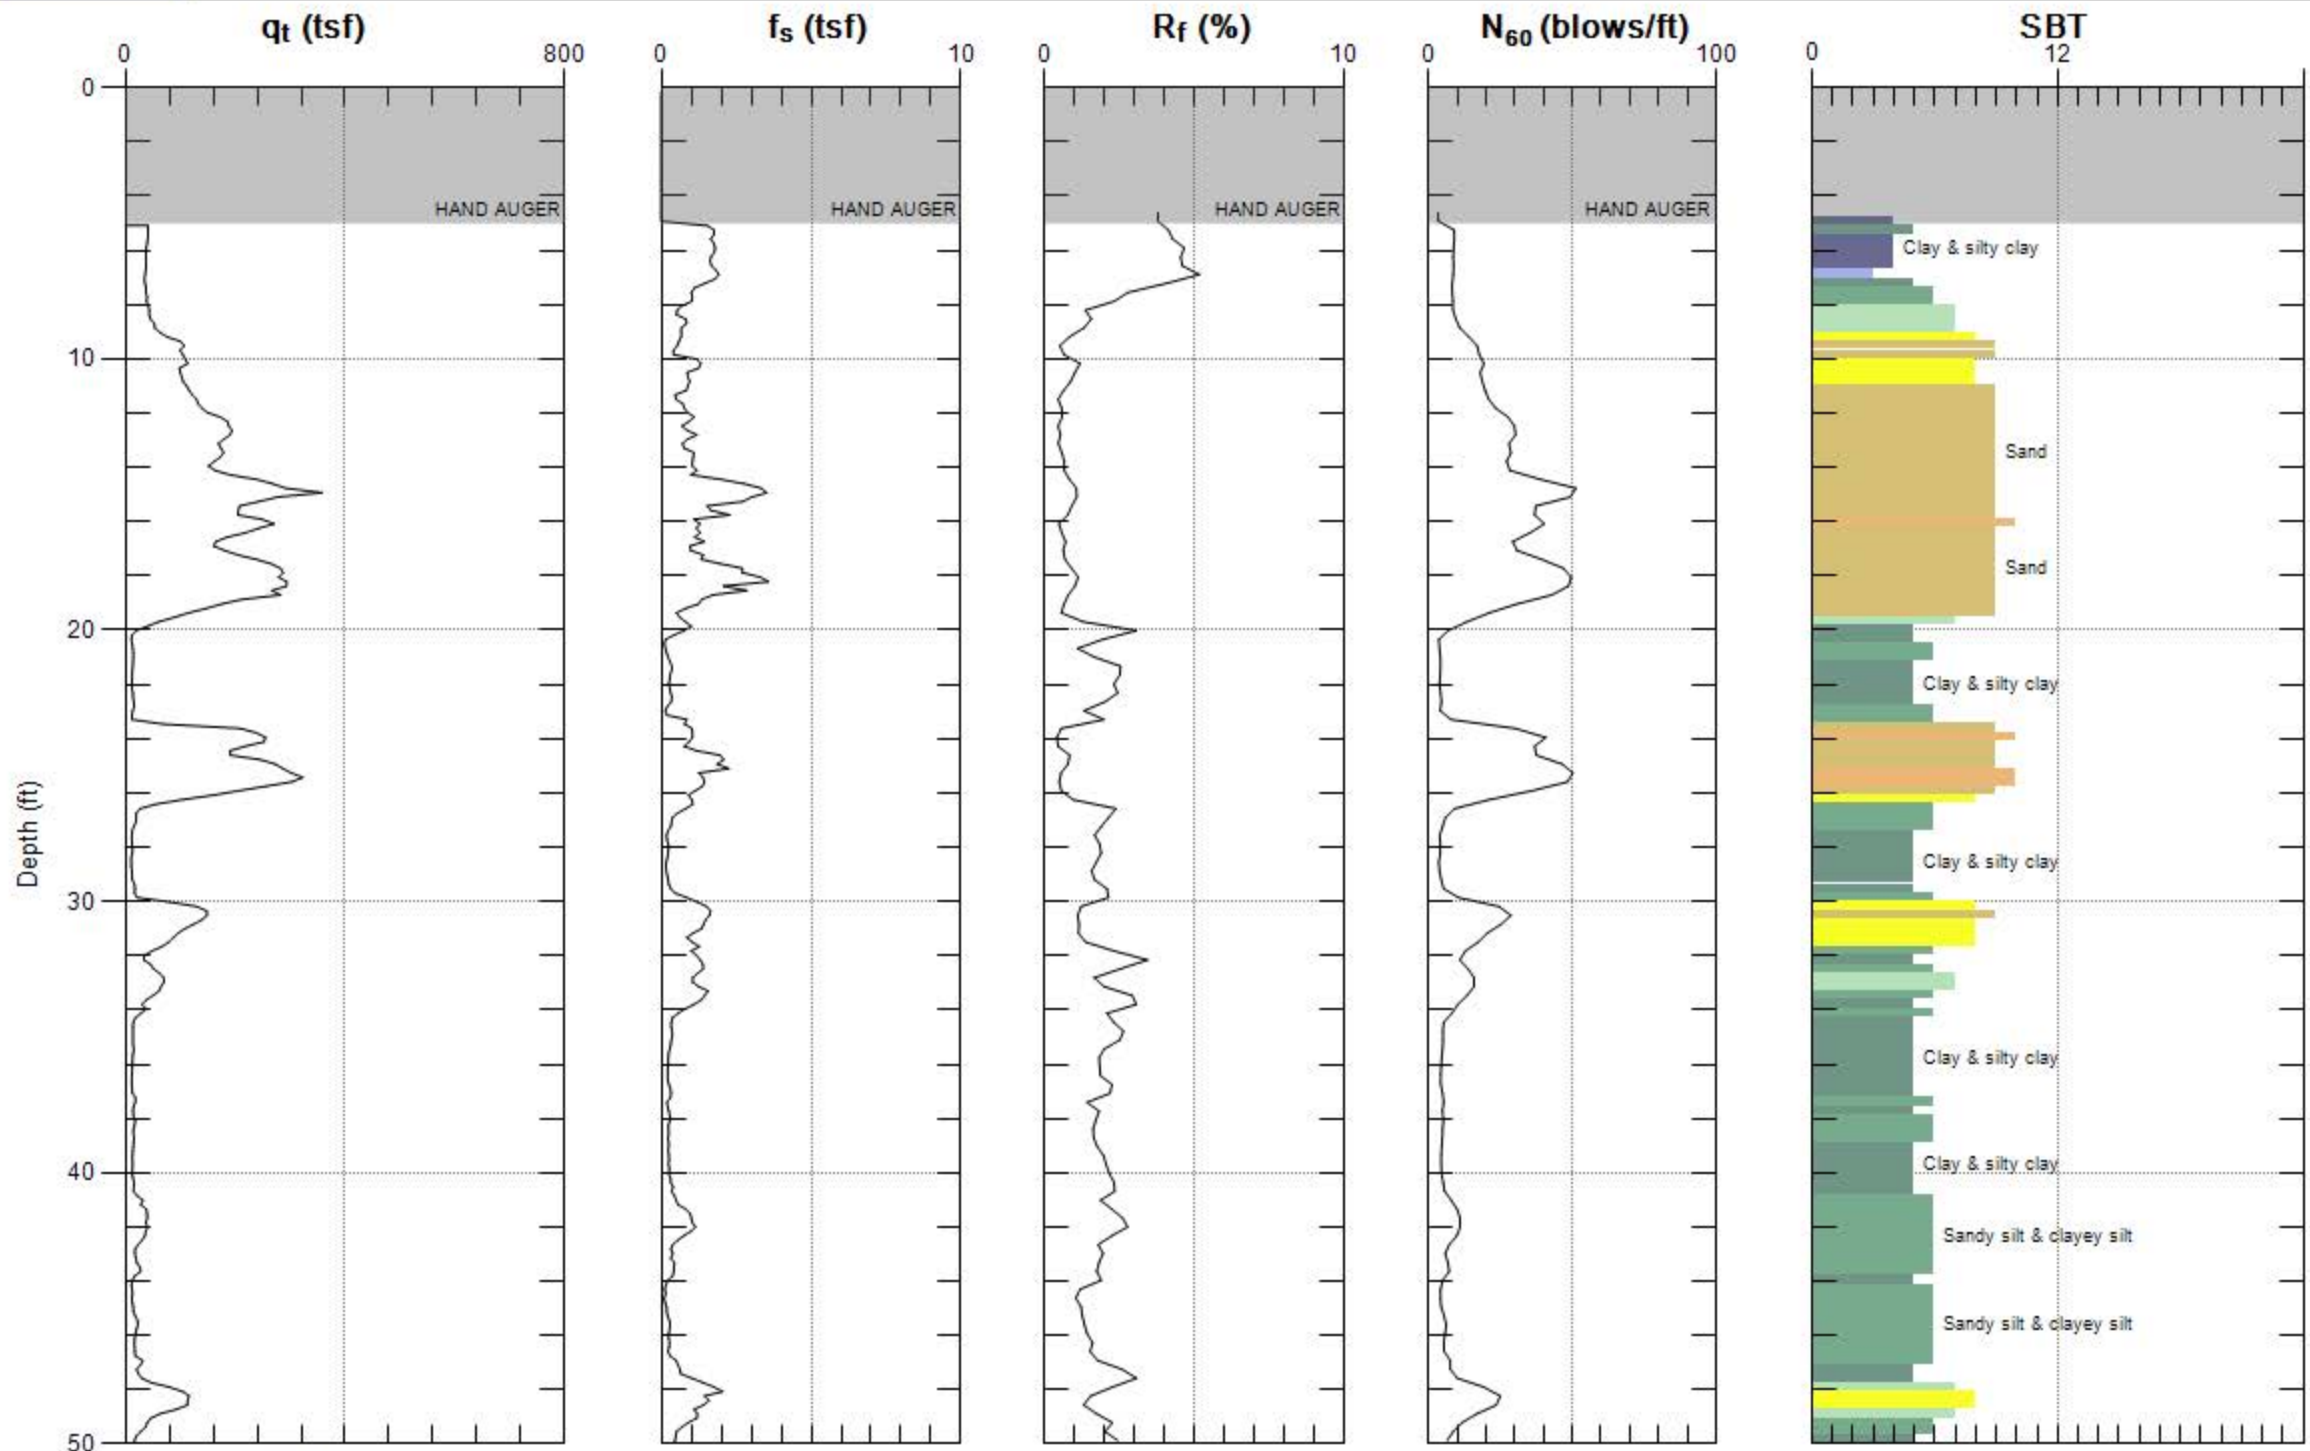 qt (tsf) fs (tsf) Rf (%) N60 (blows/ft) SBT
0 800 0 10 0 10 0 100 0 12
0
HAND AUGER HAND AUGER HAND AUGER HAND AUGER
Clay & silty clay
10
Sand
Sand
20
Clay & silty clay
Depth (ft)
Clay & silty clay
30
Clay & silty clay
Clay & silty clay
40
Sandy silt & clayey silt
Sandy silt & clayey silt
50